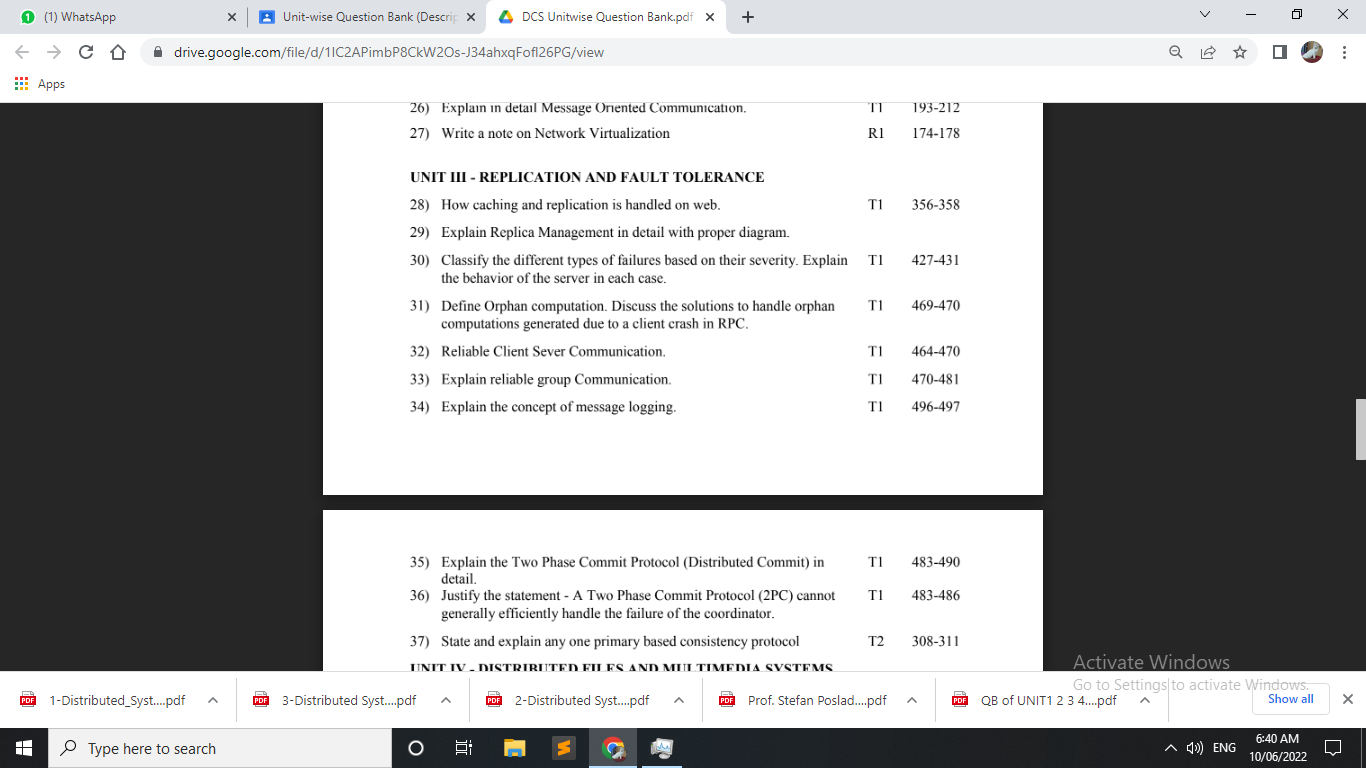 (1) WhatsApp
Unit-wise Question Bank (Descrip
DCS Unitwise Question Bank.pdf
drive.google.com/file/d/1IC2APimbP8CkW2Os-J34ahxqFofl26PG/view
Apps
26) Explain in detail Message Oriented Communication. T1 193-212
27) Write a note on Network Virtualization R1 174-178
UNIT III - REPLICATION AND FAULT TOLERANCE
28) How caching and replication is handled on web. T1 356-358
29) Explain Replica Management in detail with proper diagram.
30) Classify the different types of failures based on their severity. Explain T1 427-431
the behavior of the server in each case.
31) Define Orphan computation. Discuss the solutions to handle orphan T1 469-470
computations generated due to a client crash in RPC.
32) Reliable Client Sever Communication. T1 464-470
33) Explain reliable group Communication. T1 470-481
34) Explain the concept of message logging. T1 496-497
35) Explain the Two Phase Commit Protocol (Distributed Commit) in T1 483-490
detail.
36) Justify the statement - A Two Phase Commit Protocol (2PC) cannot T1 483-486
generally efficiently handle the failure of the coordinator.
37) State and explain any one primary based consistency protocol T2 308-311
UNIT IV - DISTRIBUTED FILES AND MULTIMEDIA SYSTEMS
Activate Windows
Go to Settings to activate Windows.
1-Distributed_Syst....pdf
3-Distributed Syst....pdf
2-Distributed Syst....pdf
Prof. Stefan Poslad....pdf
QB of UNIT1 2 3 4....pdf
Show all
Type here to search
ENG
6:40 AM
10/06/2022